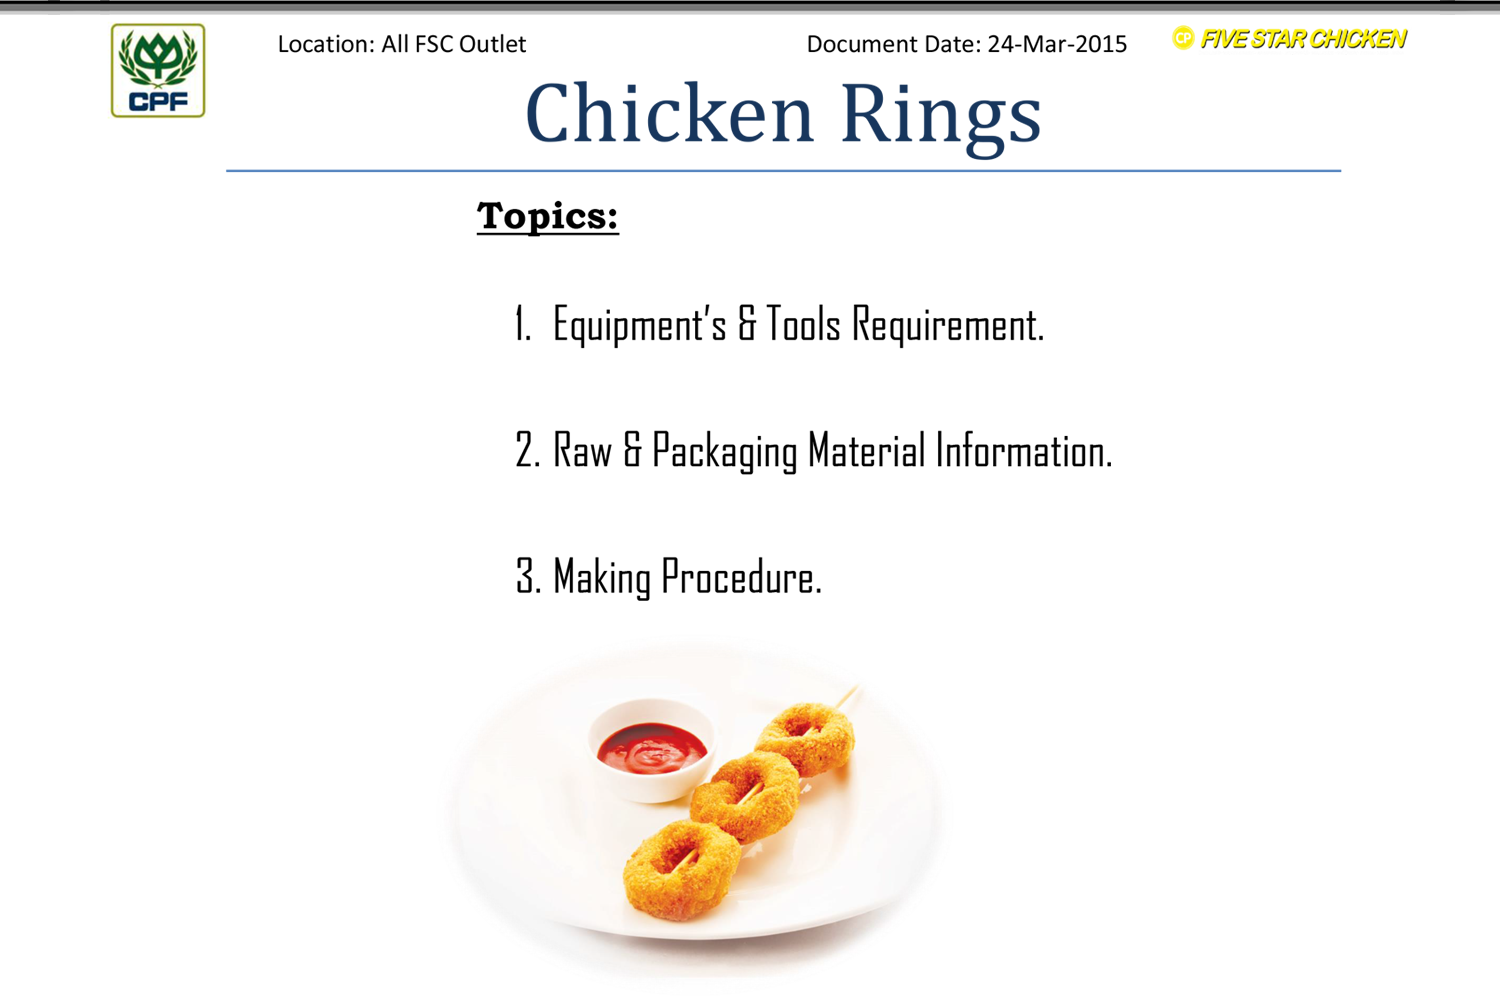 CPF
Location: All FSC Outlet
Document Date: 24-Mar-2015
CP FIVE STAR CHICKEN
Chicken Rings
Topics:
1. Equipment’s & Tools Requirement.
2. Raw & Packaging Material Information.
3. Making Procedure.